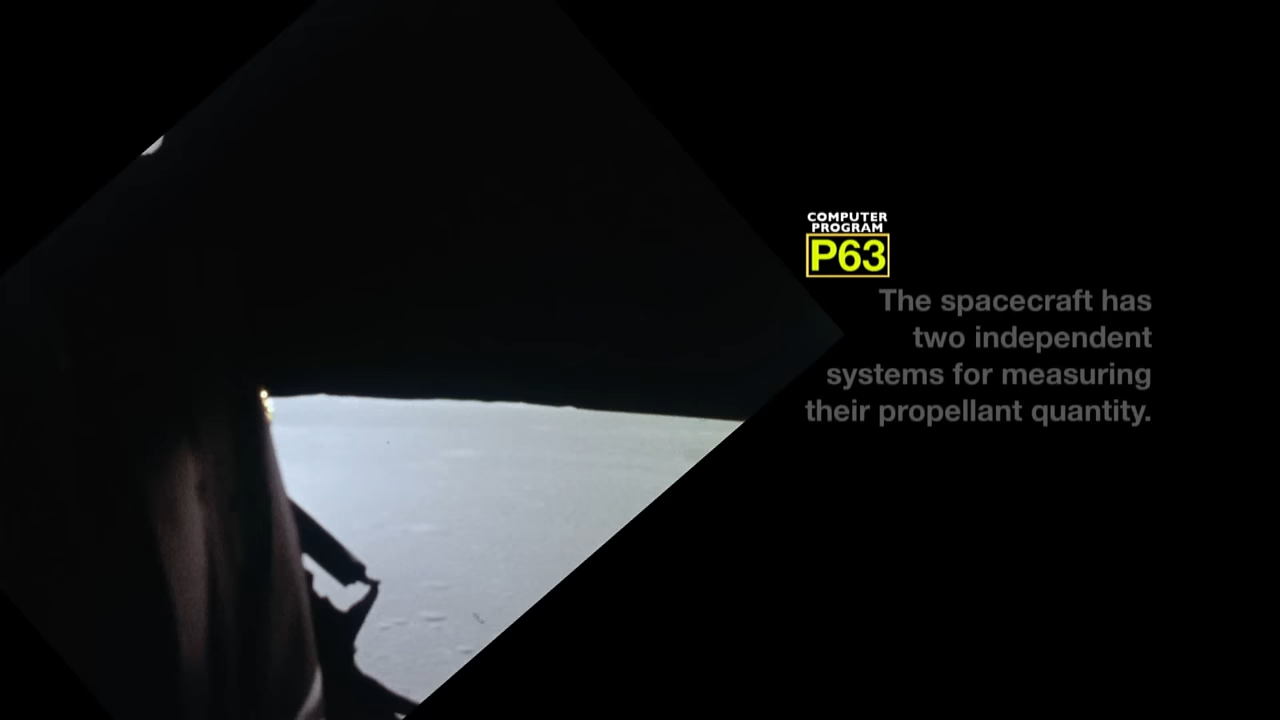 COMPUTER
PROGRAM
P63
The spacecraft has
two independent
systems for measuring
their propellant quantity.